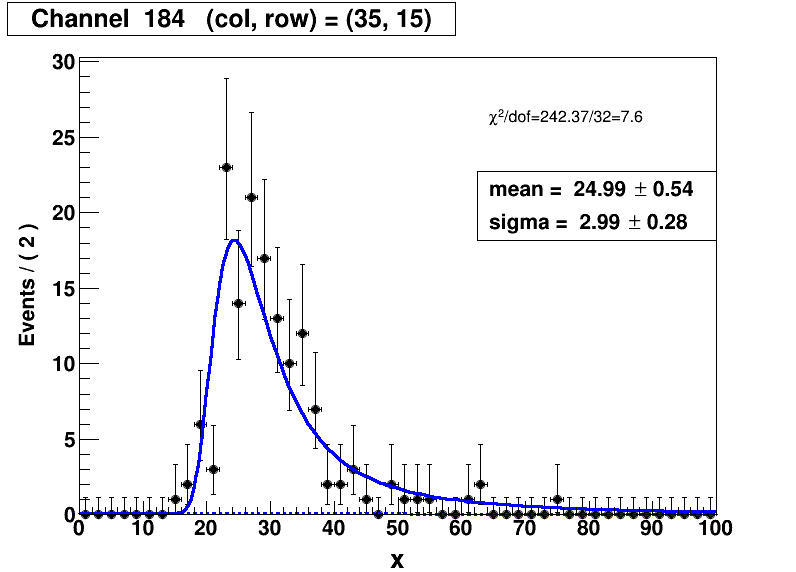 Channel  184   (col, row) = (35, 15)
30
25
20
15
10
5
0
Events / ( 2 )
χ²/dof=242.37/32=7.6
mean =  24.99 ± 0.54
sigma =  2.99 ± 0.28
0 10 20 30 40 50 60 70 80 90 100
x